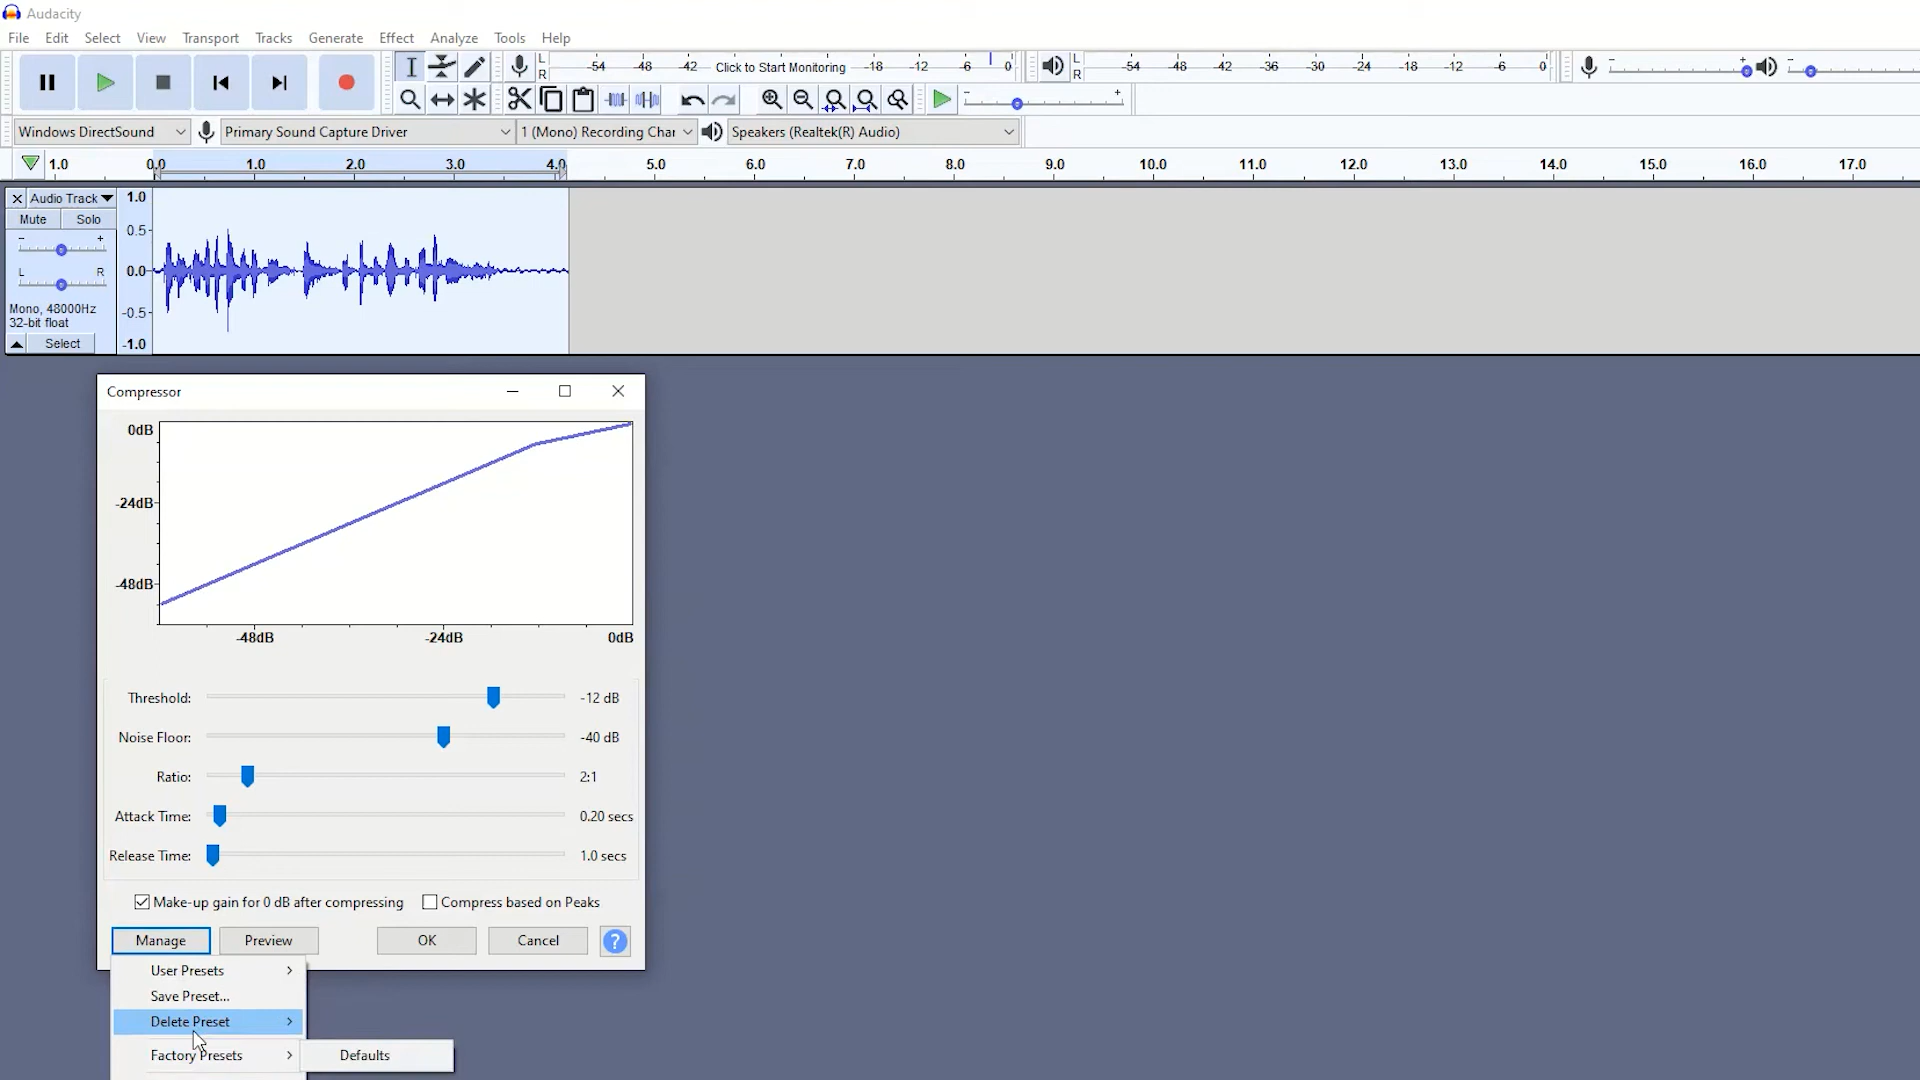 Audacity
File Edit Select View Transport Tracks Generate Effect Analyze Tools Help
L
R
-54 -48 -42 Click to Start Monitoring -18 -12 -6 0
L
R
-54 -48 -42 -36 -30 -24 -18 -12 -6 0
- +
-
- +
Windows DirectSound
Primary Sound Capture Driver
1 (Mono) Recording Char
Speakers (Realtek(R) Audio)
1.0 0.0 1.0 2.0 3.0 4.0 5.0 6.0 7.0 8.0 9.0 10.0 11.0 12.0 13.0 14.0 15.0 16.0 17.0
Audio Track
Mute Solo
- +
L R
Mono, 48000Hz
32-bit float
Select
1.0
0.5
0.0
-0.5
-1.0
Compressor
0dB
-24dB
-48dB
-48dB -24dB 0dB
Threshold: -12 dB
Noise Floor: -40 dB
Ratio: 2:1
Attack Time: 0.20 secs
Release Time: 1.0 secs
Make-up gain for 0 dB after compressing Compress based on Peaks
Manage Preview OK Cancel ?
User Presets
Save Preset...
Delete Preset
Factory Presets
Defaults